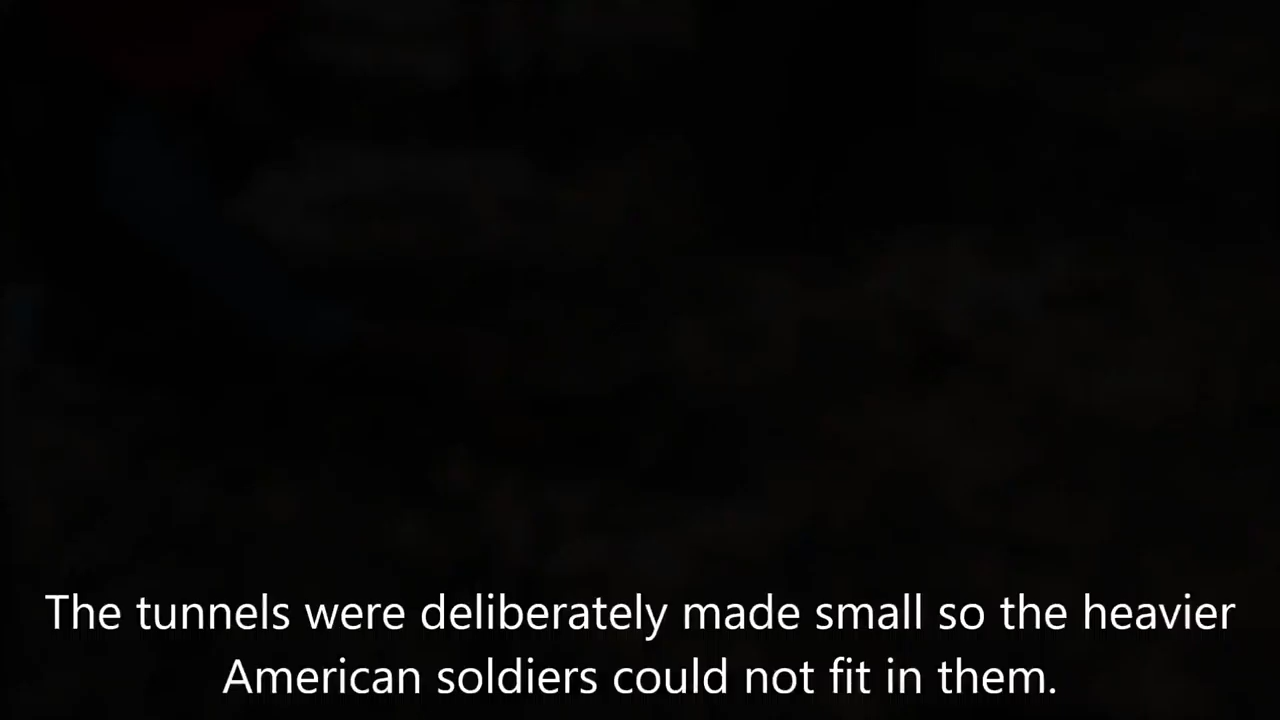 The tunnels were deliberately made small so the heavier
American soldiers could not fit in them.